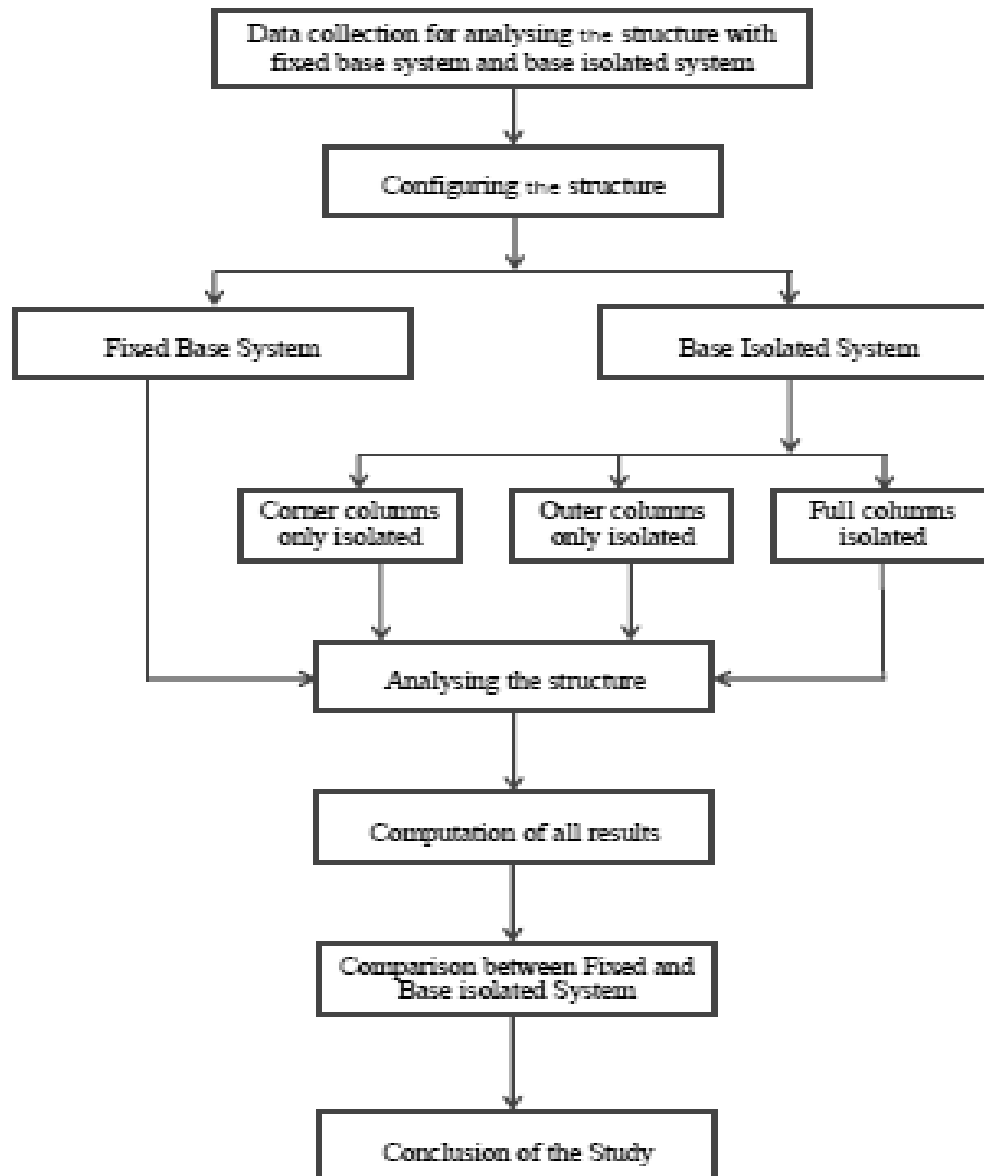 Data collection for analysing the structure with
fixed base system and base isolated system
Configuring the structure
Fixed Base System
Base Isolated System
Corner columns
only isolated
Outer columns
only isolated
Full columns
isolated
Analysing the structure
Computation of all results
Comparison between Fixed and
Base isolated System
Conclusion of the Study